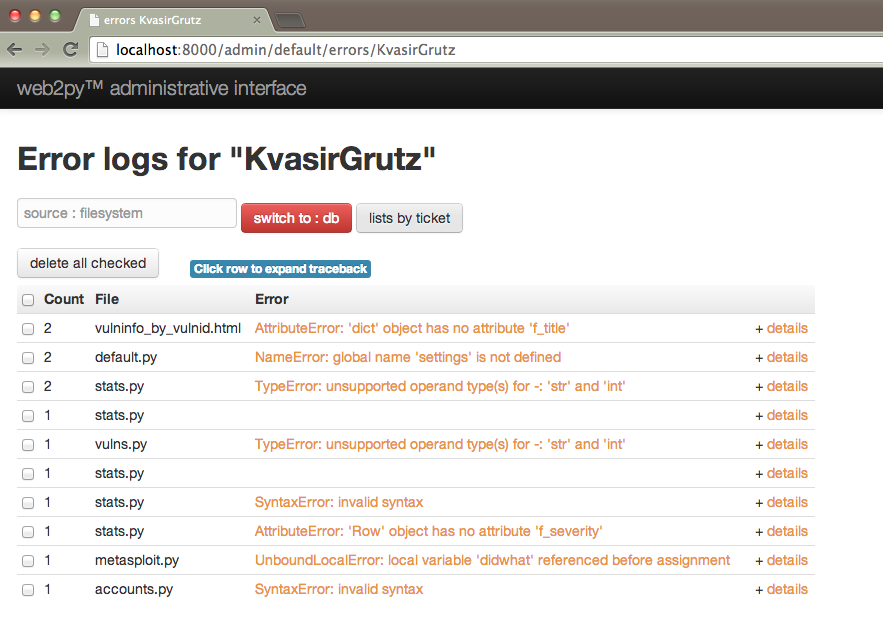 errors KvasirGrutz
localhost:8000/admin/default/errors/KvasirGrutz
web2py™ administrative interface
Error logs for "KvasirGrutz"
source : filesystem switch to : db lists by ticket
delete all checked Click row to expand traceback
Count File Error
2 vulninfo_by_vulnid.html AttributeError: 'dict' object has no attribute 'f_title' + details
2 default.py NameError: global name 'settings' is not defined + details
2 stats.py TypeError: unsupported operand type(s) for -: 'str' and 'int' + details
1 stats.py + details
1 vulns.py TypeError: unsupported operand type(s) for -: 'str' and 'int' + details
1 stats.py + details
1 stats.py SyntaxError: invalid syntax + details
1 stats.py AttributeError: 'Row' object has no attribute 'f_severity' + details
1 metasploit.py UnboundLocalError: local variable 'didwhat' referenced before assignment + details
1 accounts.py SyntaxError: invalid syntax + details